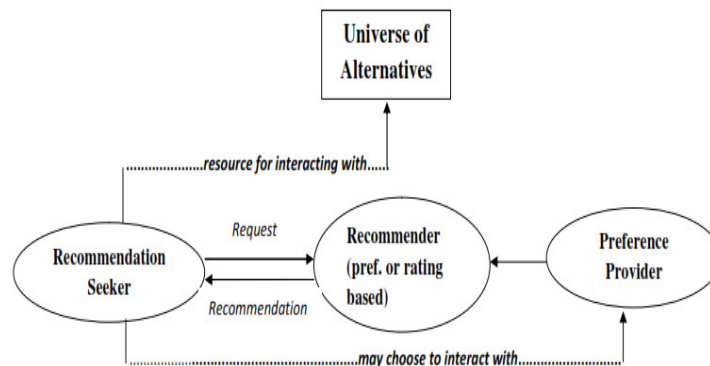 Universe of
Alternatives
resource for interacting with
Request
Recommendation
Seeker
Recommender
(pref. or rating
based)
Preference
Provider
Recommendation
may choose to interact with